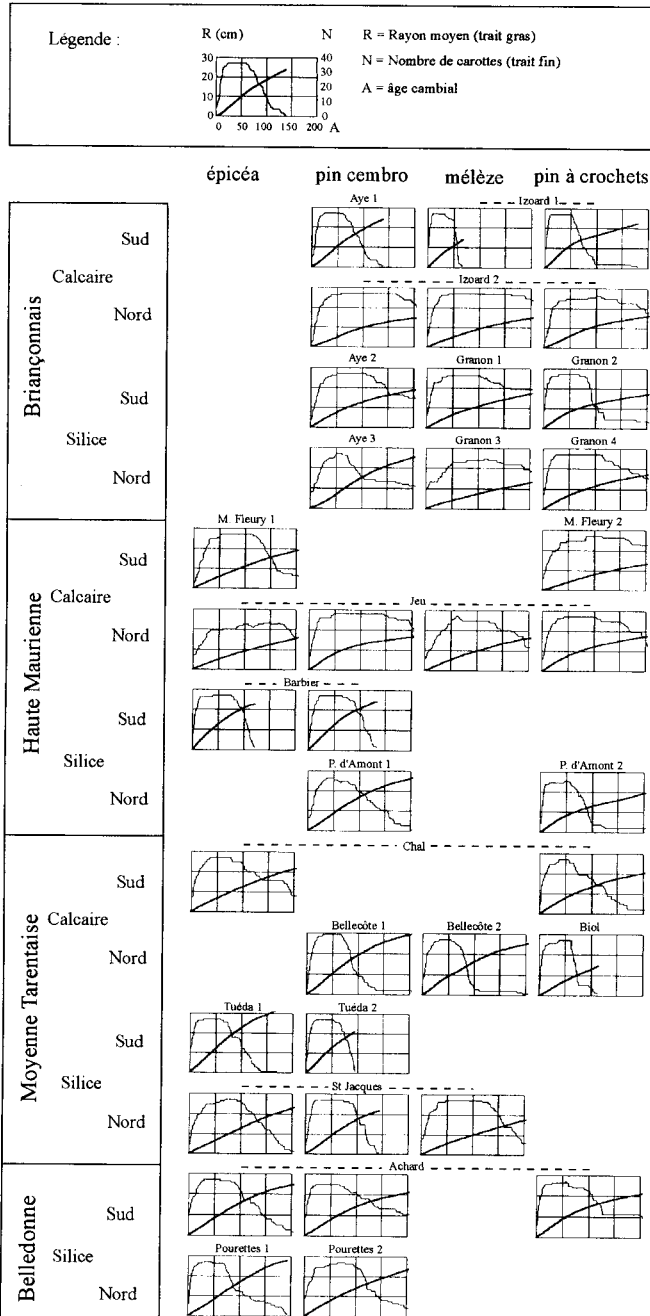 Légende :
R (cm) N
30 40
20 30
20
10 10
0 0
0 50 100 150 200 A
R = Rayon moyen (trait gras)
N = Nombre de carottes (trait fin)
A = âge cambial
épicéa pin cembro mélèze pin à crochets
Briançonnais
Calcaire
Sud
Aye 1 Izoard 1
Nord
Izoard 2
Silice
Sud
Aye 2 Granon 1 Granon 2
Nord
Aye 3 Granon 3 Granon 4
Haute Maurienne
Calcaire
Sud
M. Fleury 1 M. Fleury 2
Nord
Jeu
Silice
Sud
Barbier
Nord
P. d'Amont 1 P. d'Amont 2
Moyenne Tarentaise
Calcaire
Sud
Chal
Nord
Bellecôte 1 Bellecôte 2 Biol
Silice
Sud
Tuéda 1 Tuéda 2
Nord
St Jacques
Belledonne
Silice
Sud
Achard
Nord
Pourettes 1 Pourettes 2